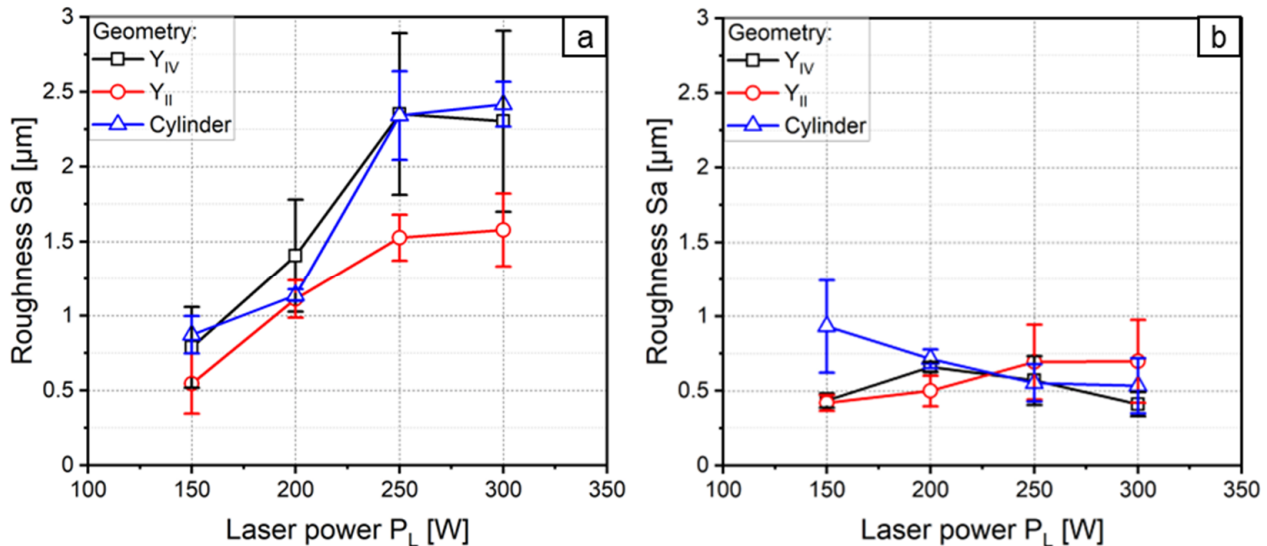 a
Geometry:
Y_IV
Y_II
Cylinder
3
2.5
2
1.5
1
0.5
0
Roughness Sa [µm]
100 150 200 250 300 350
Laser power P_L [W]
b
Geometry:
Y_IV
Y_II
Cylinder
3
2.5
2
1.5
1
0.5
0
Roughness Sa [µm]
100 150 200 250 300 350
Laser power P_L [W]